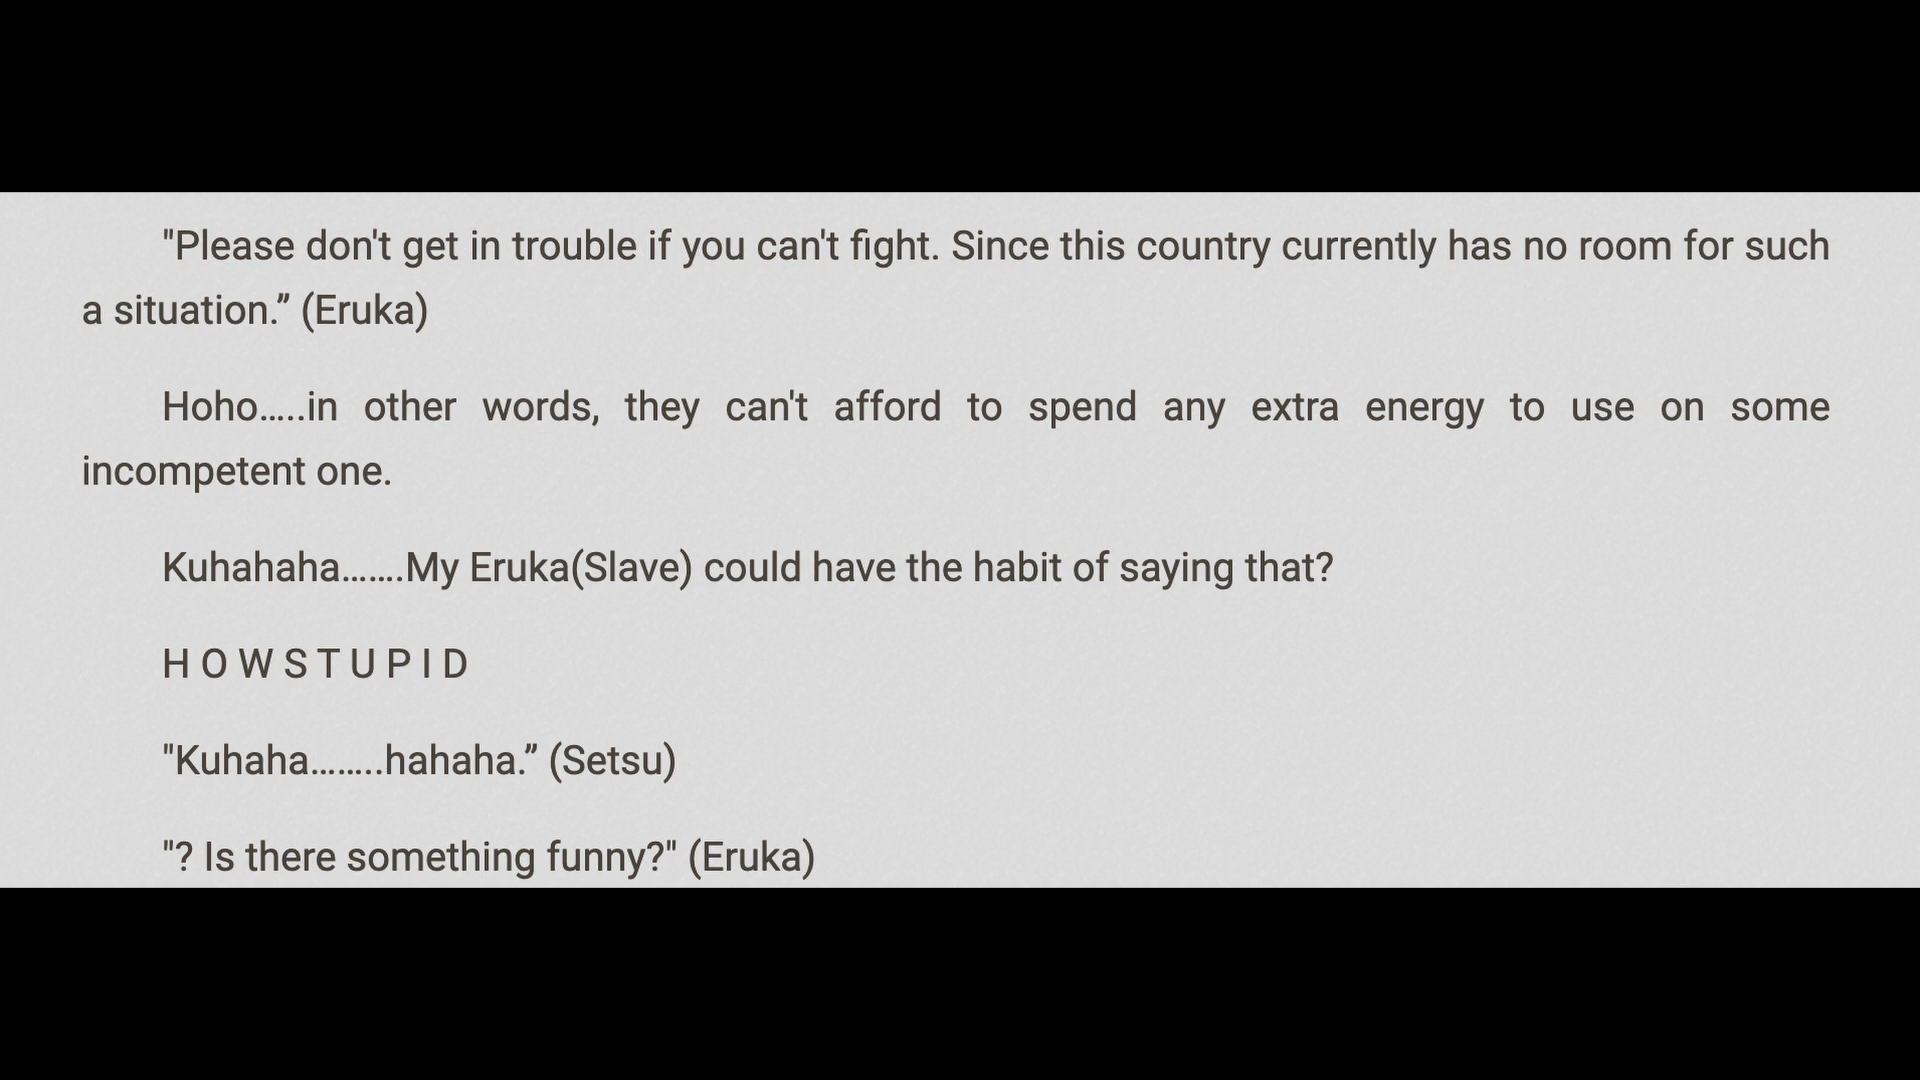 "Please don't get in trouble if you can't fight. Since this country currently has no room for such
a situation.” (Eruka)
Hoho.....in other words, they can't afford to spend any extra energy to use on some
incompetent one.
Kuhahaha.......My Eruka(Slave) could have the habit of saying that?
H O W S T U P I D
"Kuhaha........hahaha.” (Setsu)
"? Is there something funny?" (Eruka)